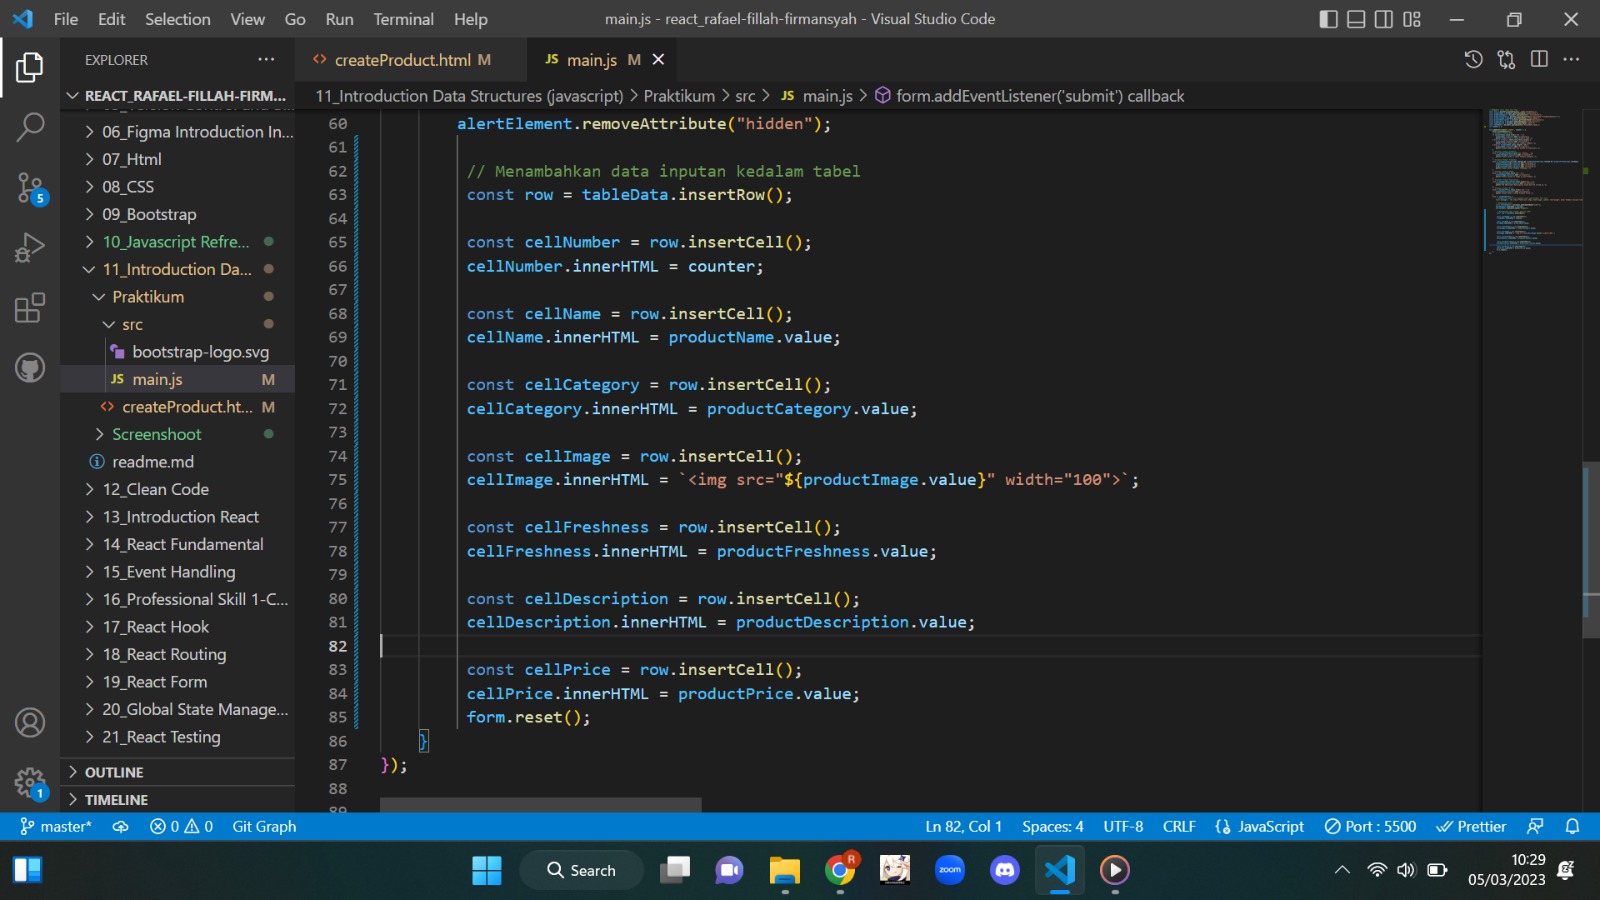 File Edit Selection View Go Run Terminal Help
main.js - react_rafael-fillah-firmansyah - Visual Studio Code
EXPLORER
createProduct.html M
JS main.js M
REACT_RAFAEL-FILLAH-FIRM...
11_Introduction Data Structures (javascript) > Praktikum > src > JS main.js > form.addEventListener('submit') callback
06_Figma Introduction In...
07_Html
08_CSS
09_Bootstrap
10_Javascript Refre...
11_Introduction Da...
Praktikum
src
bootstrap-logo.svg
JS main.js M
createProduct.ht... M
Screenshoot
readme.md
12_Clean Code
13_Introduction React
14_React Fundamental
15_Event Handling
16_Professional Skill 1-C...
17_React Hook
18_React Routing
19_React Form
20_Global State Manage...
21_React Testing
OUTLINE
TIMELINE
5
1
60 alertElement.removeAttribute("hidden");
61
62 // Menambahkan data inputan kedalam tabel
63 const row = tableData.insertRow();
64
65 const cellNumber = row.insertCell();
66 cellNumber.innerHTML = counter;
67
68 const cellName = row.insertCell();
69 cellName.innerHTML = productName.value;
70
71 const cellCategory = row.insertCell();
72 cellCategory.innerHTML = productCategory.value;
73
74 const cellImage = row.insertCell();
75 cellImage.innerHTML = `<img src="${productImage.value}" width="100">`;
76
77 const cellFreshness = row.insertCell();
78 cellFreshness.innerHTML = productFreshness.value;
79
80 const cellDescription = row.insertCell();
81 cellDescription.innerHTML = productDescription.value;
82
83 const cellPrice = row.insertCell();
84 cellPrice.innerHTML = productPrice.value;
85 form.reset();
86 }
87 });
88
89
master* 0 0 Git Graph
Ln 82, Col 1 Spaces: 4 UTF-8 CRLF JavaScript Port : 5500 Prettier
Search
R
zoom
10:29
05/03/2023